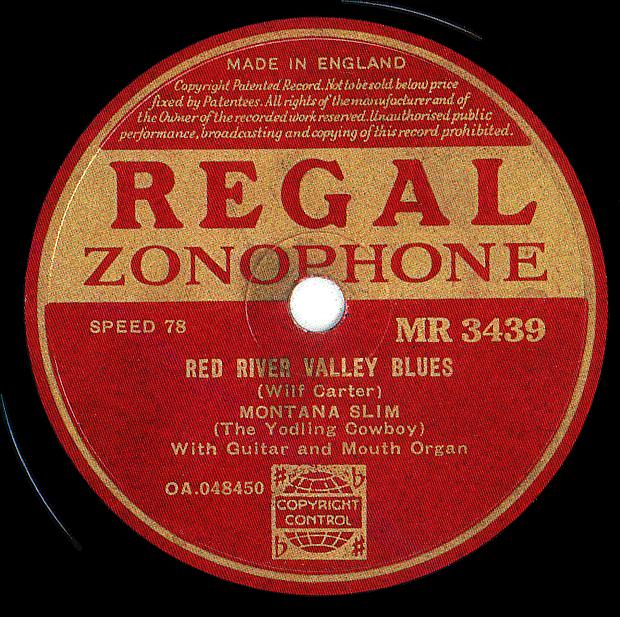 MADE IN ENGLAND
Copyright Patented Record. Not to be sold below price
fixed by Patentees. All rights of the manufacturer and of
the Owner of the recorded work reserved. Unauthorised public
performance, broadcasting and copying of this record prohibited.
REGAL
ZONOPHONE
SPEED 78 MR 3439
RED RIVER VALLEY BLUES
(Wilf Carter)
MONTANA SLIM
(The Yodling Cowboy)
With Guitar and Mouth Organ
OA.048450
COPYRIGHT
CONTROL